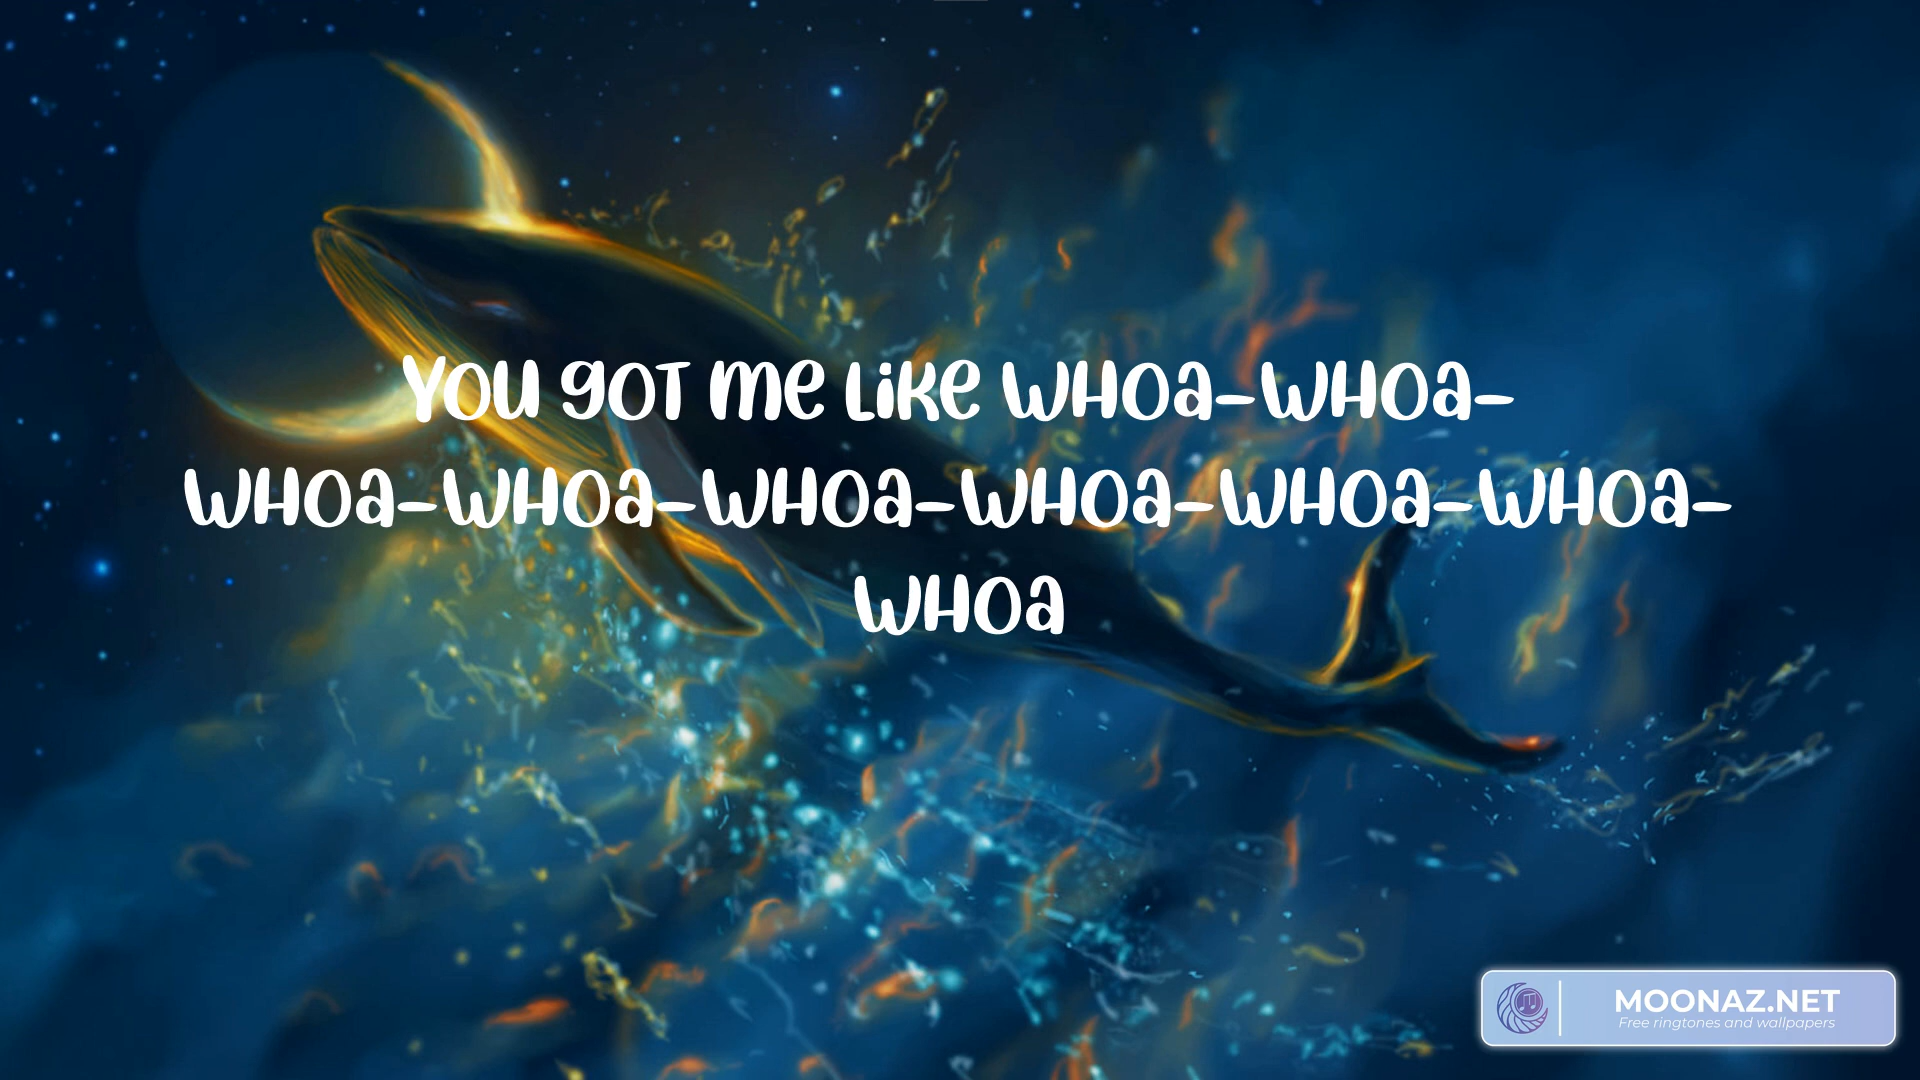 You got me like whoa-whoa-
whoa-whoa-whoa-whoa-whoa-whoa-
whoa
MOONAZ.NET
Free ringtones and wallpapers